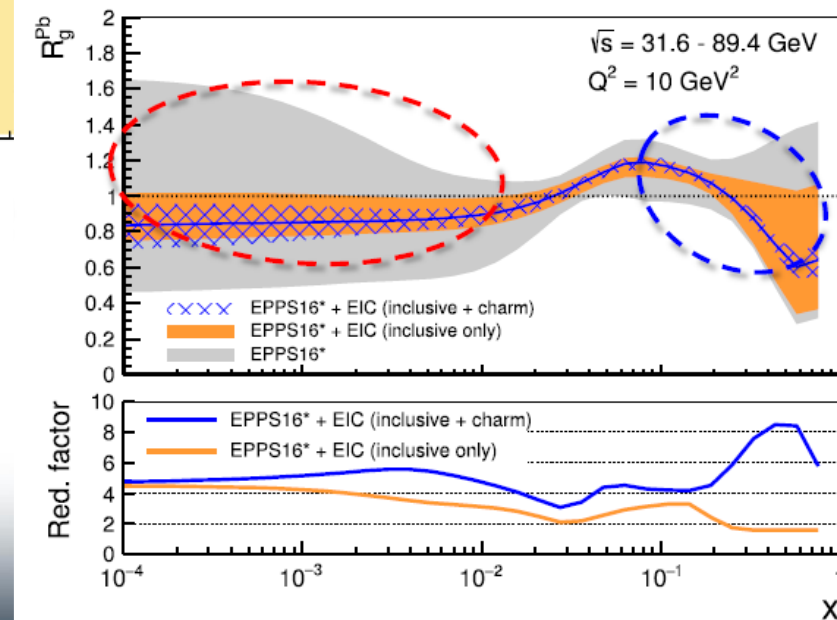 2
1.8
1.6
1.4
1.2
1
0.8
0.6
0.4
0.2
0
R_g^Pb
√s = 31.6 - 89.4 GeV
Q² = 10 GeV²
EPPS16* + EIC (inclusive + charm)
EPPS16* + EIC (inclusive only)
EPPS16*
10
8
6
4
2
0
Red. factor
EPPS16* + EIC (inclusive + charm)
EPPS16* + EIC (inclusive only)
10⁻⁴ 10⁻³ 10⁻² 10⁻¹
x